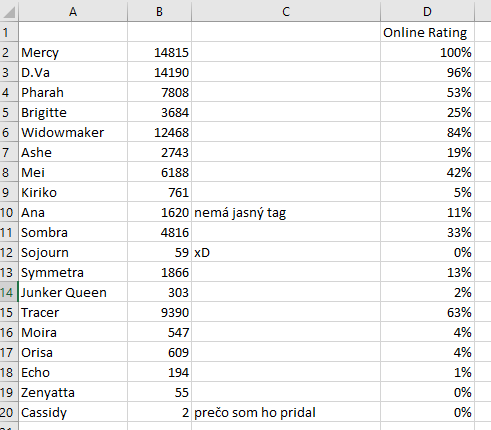 A B C D
1 Online Rating
2 Mercy 14815 100%
3 D.Va 14190 96%
4 Pharah 7808 53%
5 Brigitte 3684 25%
6 Widowmaker 12468 84%
7 Ashe 2743 19%
8 Mei 6188 42%
9 Kiriko 761 5%
10 Ana 1620 nemá jasný tag 11%
11 Sombra 4816 33%
12 Sojourn 59 xD 0%
13 Symmetra 1866 13%
14 Junker Queen 303 2%
15 Tracer 9390 63%
16 Moira 547 4%
17 Orisa 609 4%
18 Echo 194 1%
19 Zenyatta 55 0%
20 Cassidy 2 prečo som ho pridal 0%